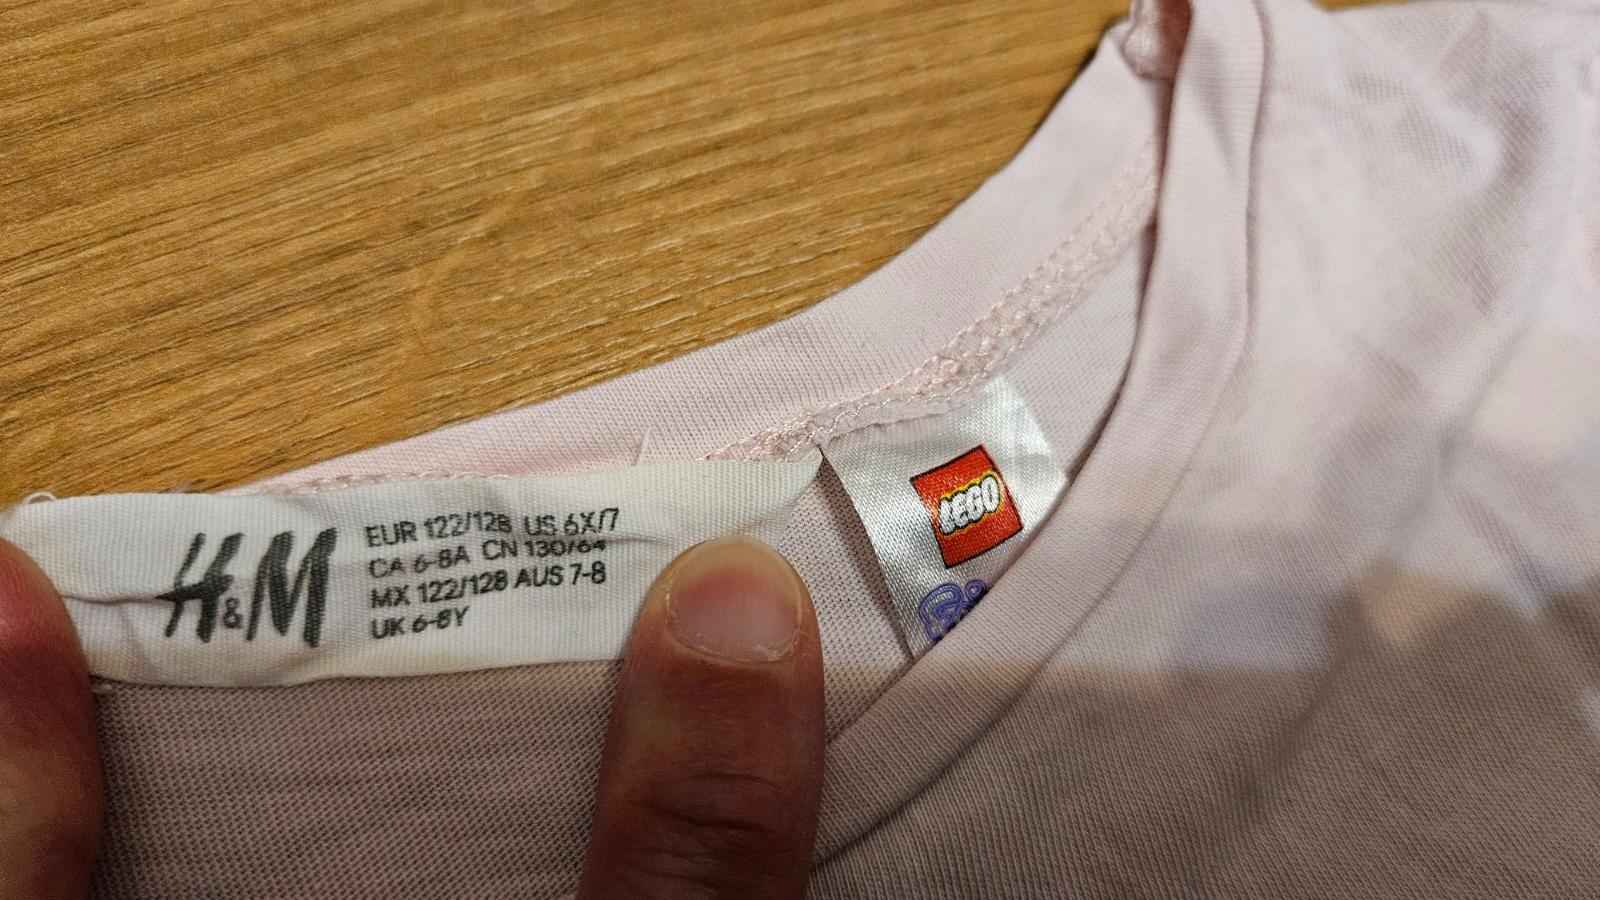 H&M
EUR 122/128 US 6X/7
CA 6-8A CN 130/64
MX 122/128 AUS 7-8
UK 6-8Y
LEGO